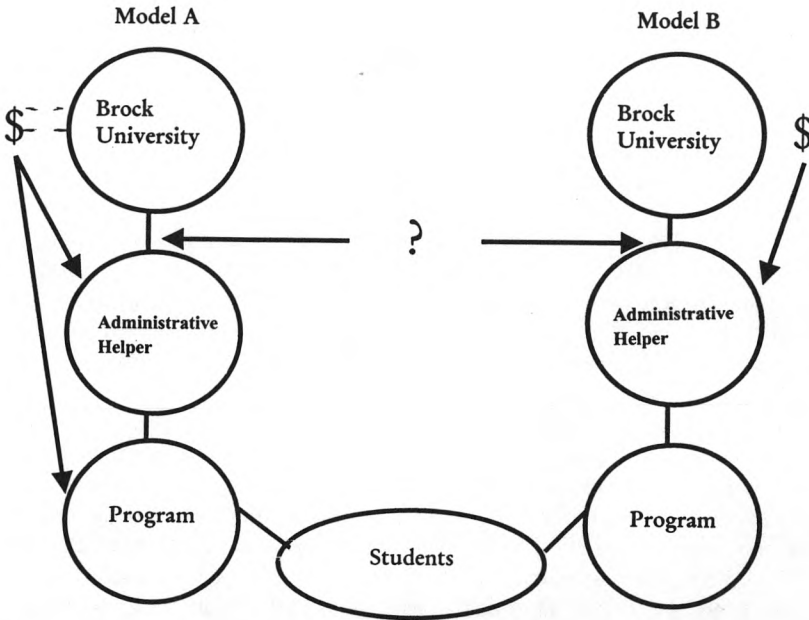 Model A
Model B
Brock
University
$
Brock
University
$
?
Administrative
Helper
Administrative
Helper
Program
Program
Students